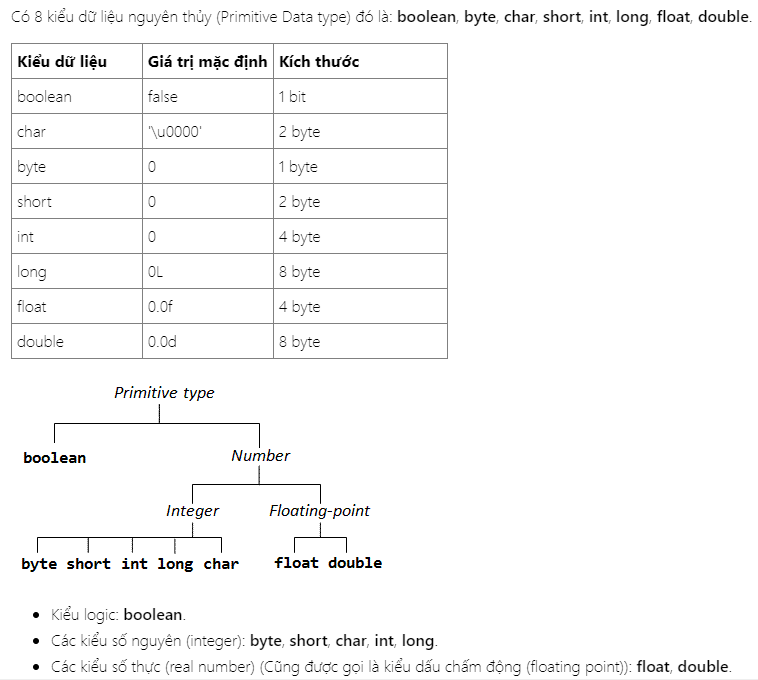 Có 8 kiểu dữ liệu nguyên thủy (Primitive Data type) đó là: boolean, byte, char, short, int, long, float, double.
Kiểu dữ liệu Giá trị mặc định Kích thước
boolean false 1 bit
char '\u0000' 2 byte
byte 0 1 byte
short 0 2 byte
int 0 4 byte
long 0L 8 byte
float 0.0f 4 byte
double 0.0d 8 byte
Primitive type
boolean Number
Integer Floating-point
byte short int long char float double
• Kiểu logic: boolean.
• Các kiểu số nguyên (integer): byte, short, char, int, long.
• Các kiểu số thực (real number) (Cũng được gọi là kiểu dấu chấm động (floating point)): float, double.